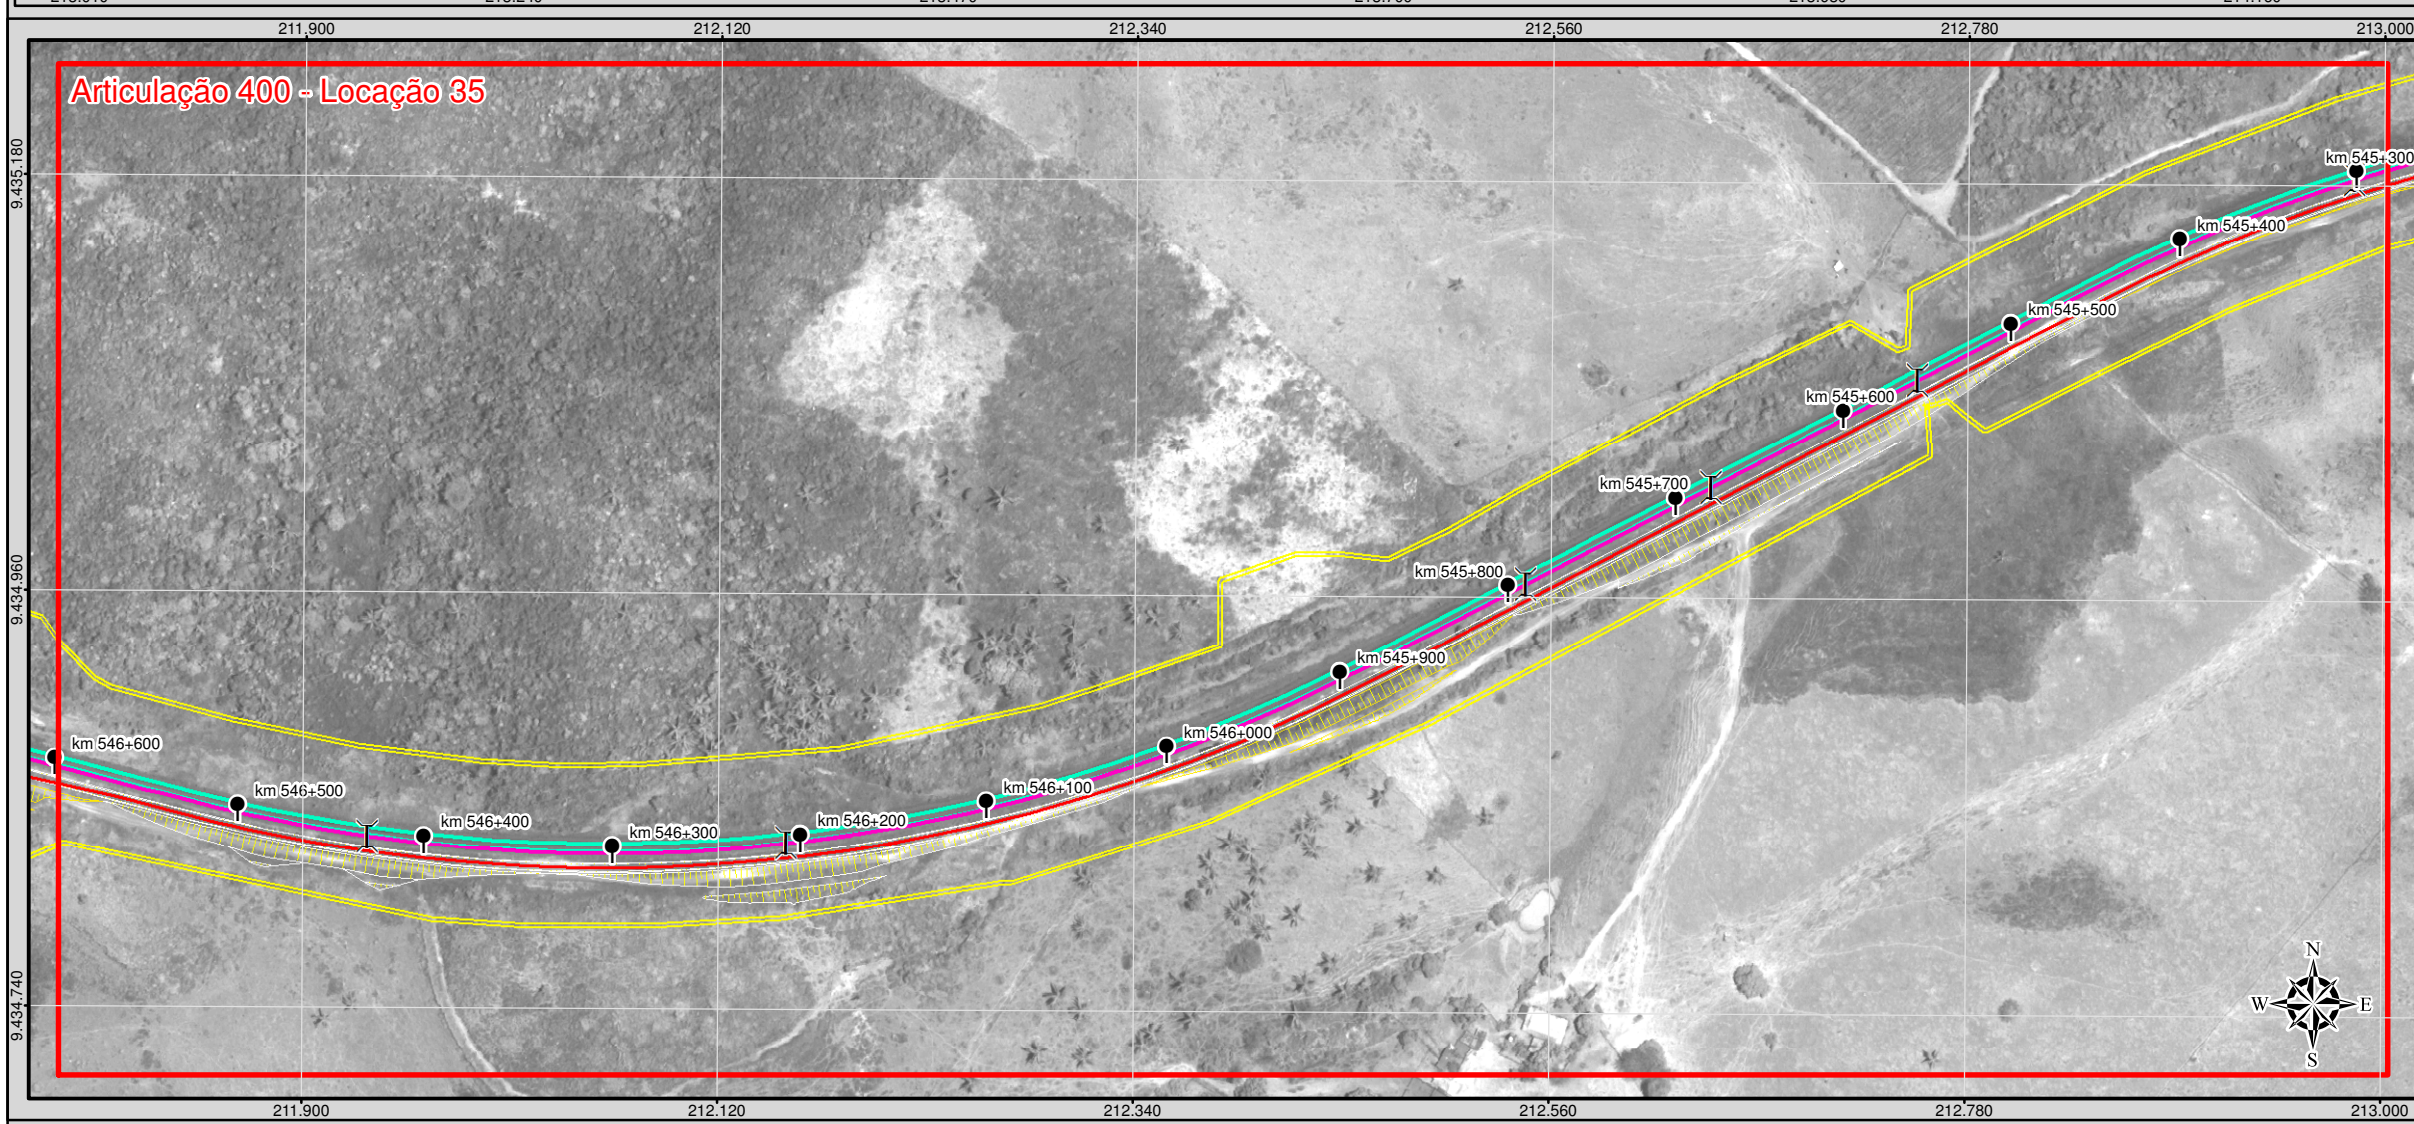 211.900 212.120 212.340 212.560 212.780 213.000
Articulação 400 - Locação 35
9.435.180
km 545+300
km 545+400
km 545+500
km 545+600
km 545+700
9.434.960
km 545+800
km 545+900
km 546+000
km 546+600
km 546+500
km 546+100
km 546+400
km 546+300
km 546+200
9.434.740
N
W E
S
211.900 212.120 212.340 212.560 212.780 213.000